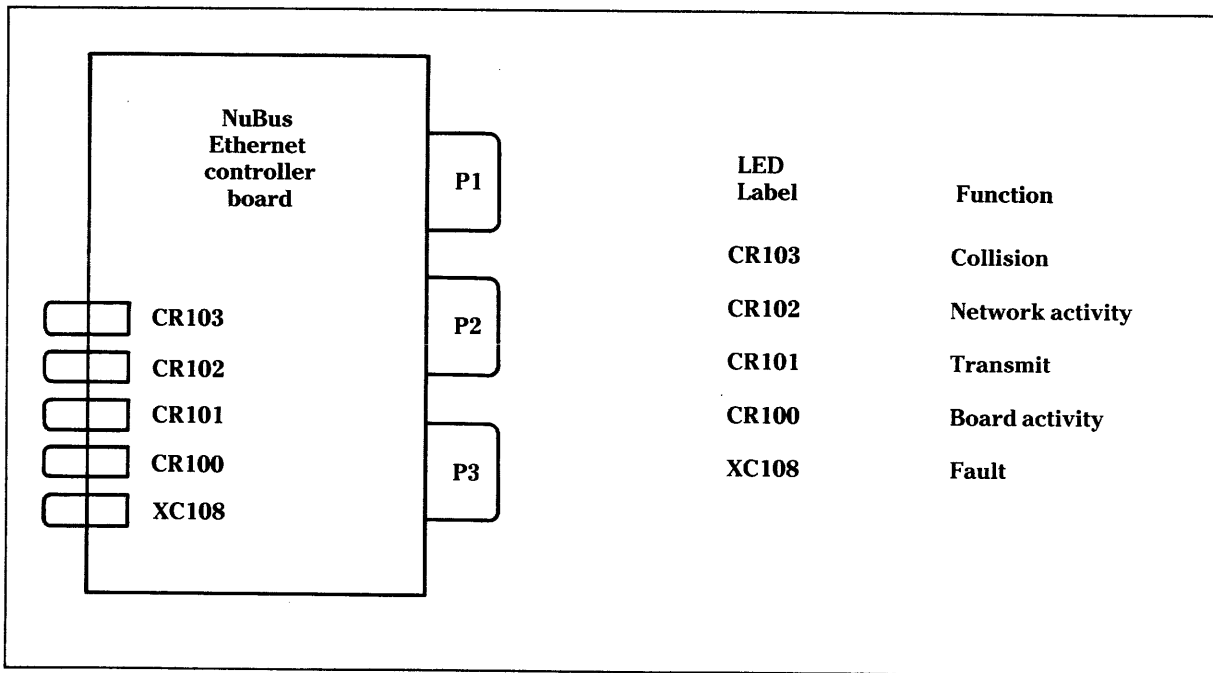 NuBus
Ethernet
controller
board
P1
P2
P3
CR103
CR102
CR101
CR100
XC108
LED
Label Function
CR103 Collision
CR102 Network activity
CR101 Transmit
CR100 Board activity
XC108 Fault